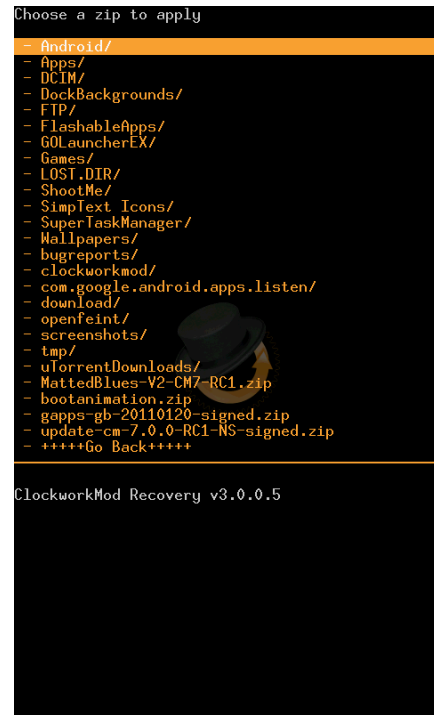 Choose a zip to apply
- Android/
- Apps/
- DCIM/
- DockBackgrounds/
- FTP/
- FlashableApps/
- GOLauncherEX/
- Games/
- LOST.DIR/
- ShootMe/
- SimpText Icons/
- SuperTaskManager/
- Wallpapers/
- bugreports/
- clockworkmod/
- com.google.android.apps.listen/
- download/
- openfeint/
- screenshots/
- tmp/
- uTorrentDownloads/
- MattedBlues-V2-CM7-RC1.zip
- bootanimation.zip
- gapps-gb-20110120-signed.zip
- update-cm-7.0.0-RC1-NS-signed.zip
- +++++Go Back+++++
ClockworkMod Recovery v3.0.0.5